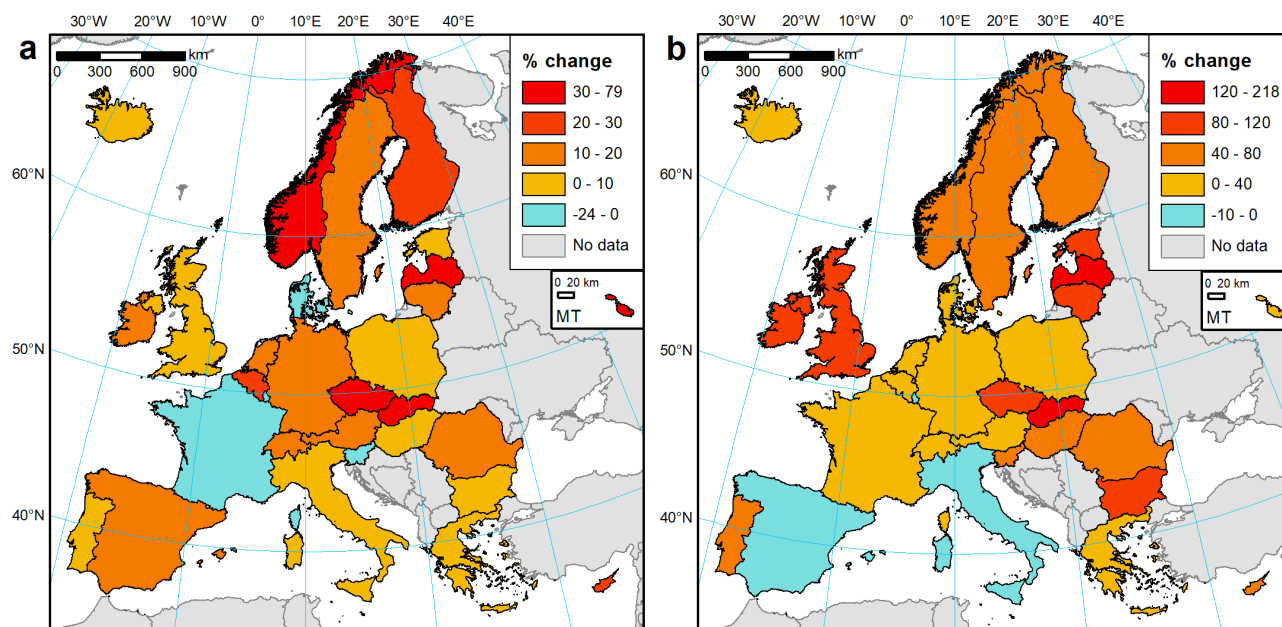 30°W 20°W 10°W 0° 10°E 20°E 30°E 40°E
a
km
0 300 600 900
% change
30 - 79
20 - 30
10 - 20
0 - 10
-24 - 0
No data
0 20 km
MT
60°N
50°N
40°N
30°W 20°W 10°W 0° 10°E 20°E 30°E 40°E
b
km
0 300 600 900
% change
120 - 218
80 - 120
40 - 80
0 - 40
-10 - 0
No data
0 20 km
MT
60°N
50°N
40°N